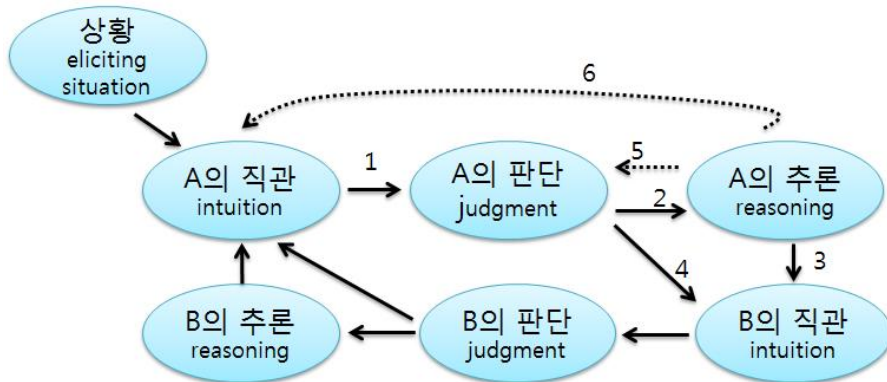 상황
eliciting
situation
6
A의 직관
intuition
1
A의 판단
judgment
5
2
A의 추론
reasoning
4
3
B의 추론
reasoning
B의 판단
judgment
B의 직관
intuition